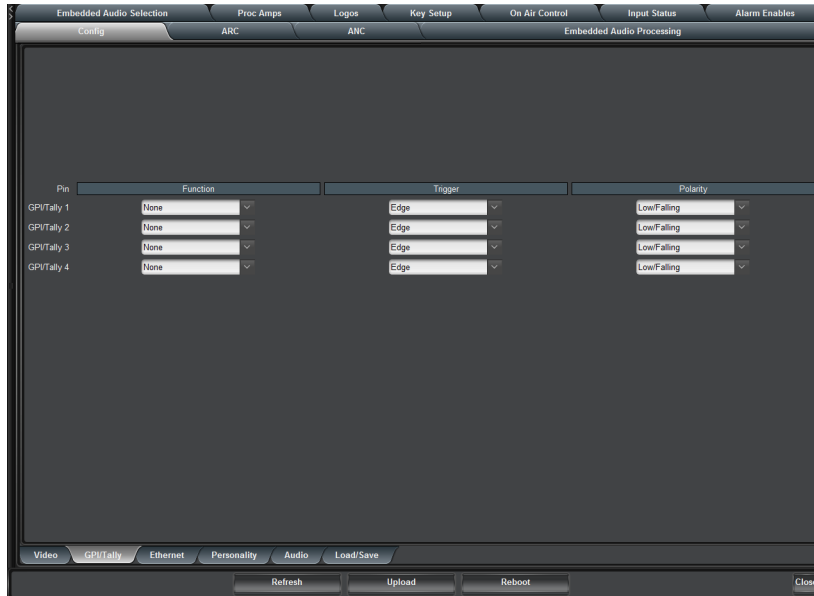 Embedded Audio Selection Proc Amps Logos Key Setup On Air Control Input Status Alarm Enables
Config ARC ANC Embedded Audio Processing
Pin Function Trigger Polarity
GPI/Tally 1 None Edge Low/Falling
GPI/Tally 2 None Edge Low/Falling
GPI/Tally 3 None Edge Low/Falling
GPI/Tally 4 None Edge Low/Falling
Video GPI/Tally Ethernet Personality Audio Load/Save
Refresh Upload Reboot Close